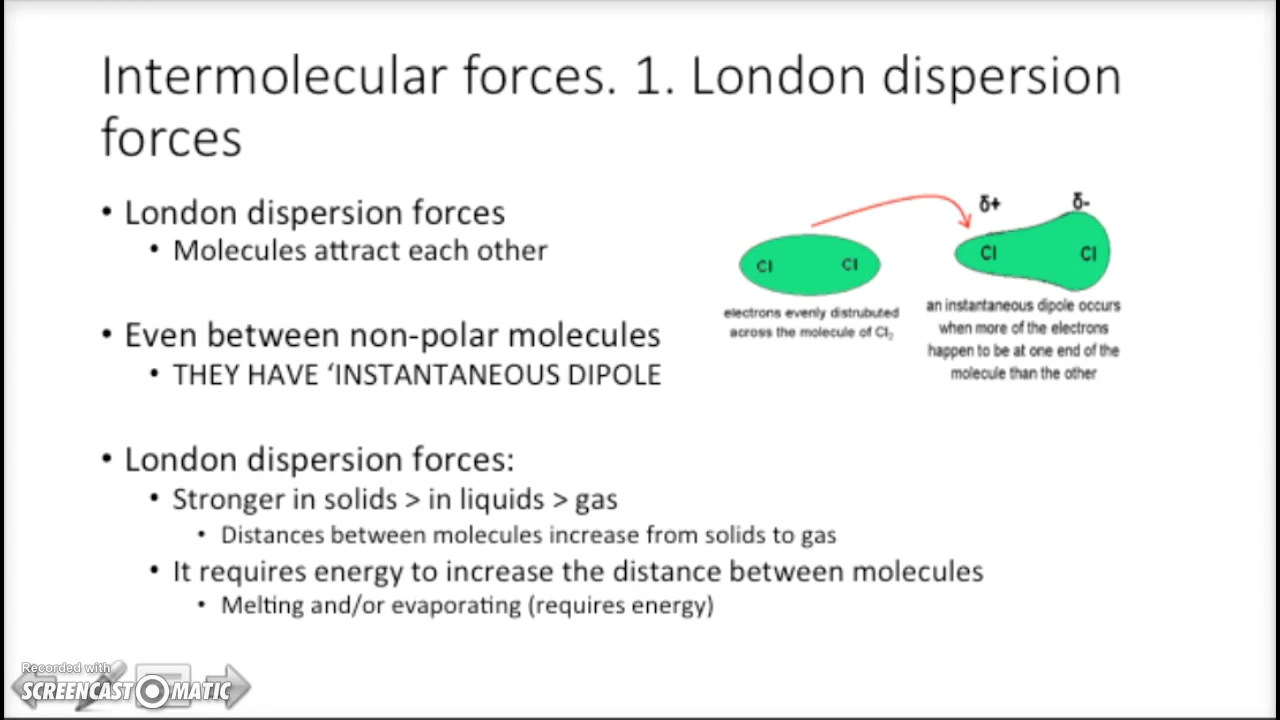 Intermolecular forces. 1. London dispersion
forces
• London dispersion forces
• Molecules attract each other
• Even between non-polar molecules
• THEY HAVE ‘INSTANTANEOUS DIPOLE
• London dispersion forces:
• Stronger in solids > in liquids > gas
• Distances between molecules increase from solids to gas
• It requires energy to increase the distance between molecules
• Melting and/or evaporating (requires energy)
Cl Cl
electrons evenly distrubuted
across the molecule of Cl₂
δ+ δ-
Cl Cl
an instantaneous dipole occurs
when more of the electrons
happen to be at one end of the
molecule than the other
Recorded with
SCREENCAST MATIC